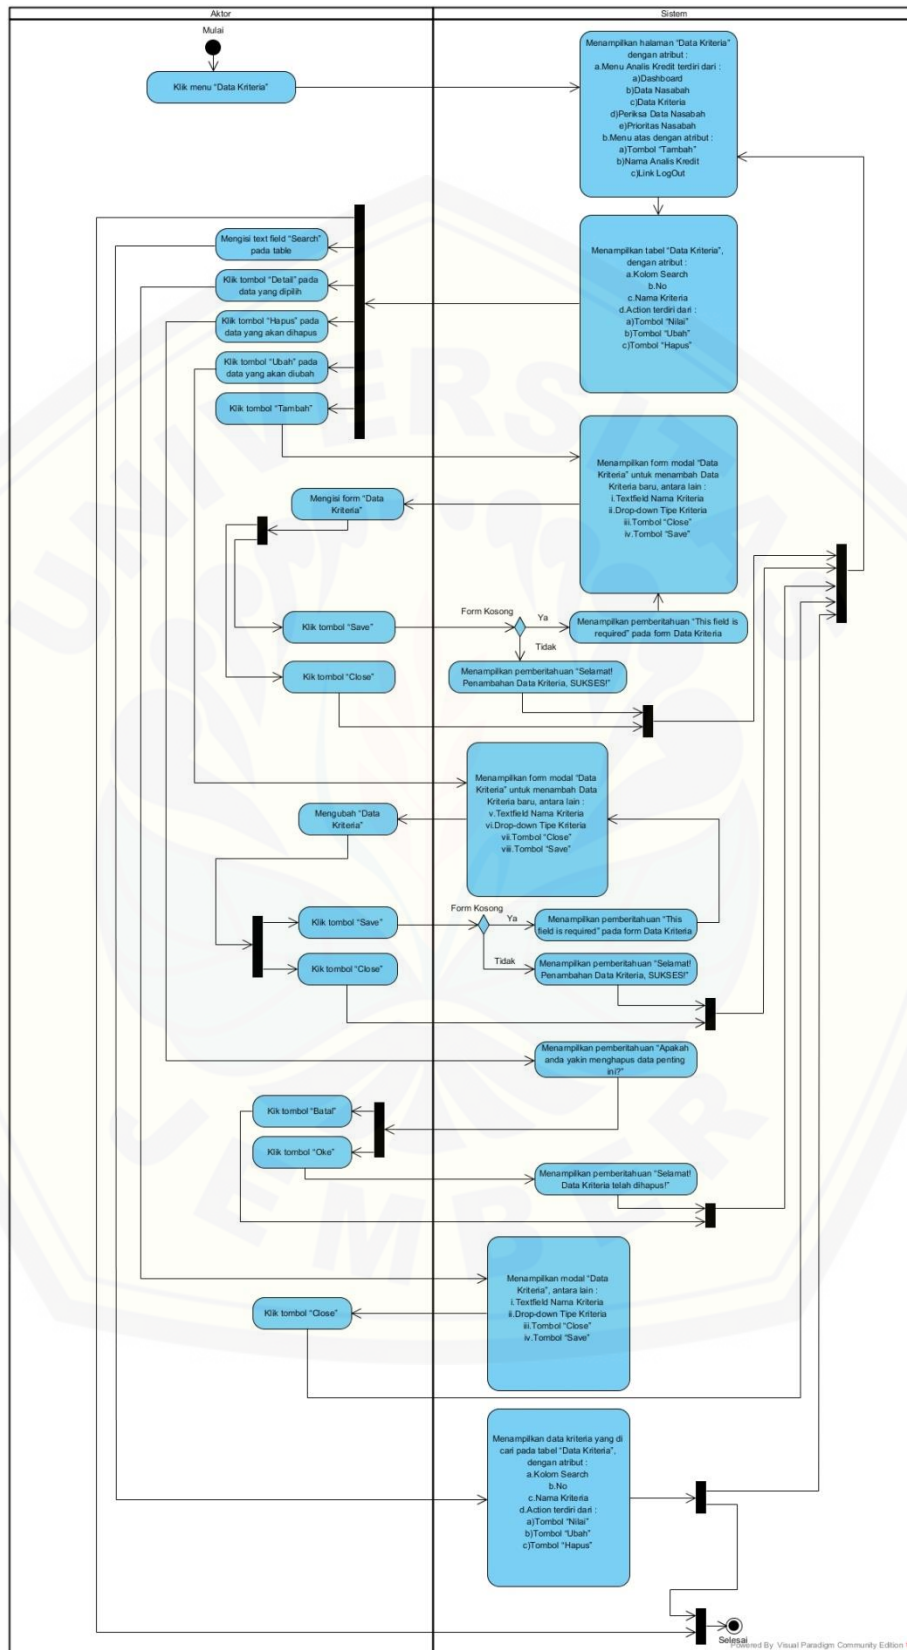 Aktor
Sistem
Mulai
Klik menu "Data Kriteria"
Menampilkan halaman "Data Kriteria"
dengan atribut :
a.Menu Analis Kredit terdiri dari :
a)Dashboard
b)Data Nasabah
c)Data Kriteria
d)Periksa Data Nasabah
e)Prioritas Nasabah
b.Menu atas dengan atribut :
a)Tombol "Tambah"
b)Nama Analis Kredit
c)Link LogOut
Mengisi text field "Search"
pada table
Klik tombol "Detail" pada
data yang dipilih
Klik tombol "Hapus" pada
data yang akan dihapus
Klik tombol "Ubah" pada
data yang akan diubah
Klik tombol "Tambah"
Menampilkan tabel "Data Kriteria",
dengan atribut :
a.Kolom Search
b.No
c.Nama Kriteria
d.Action terdiri dari :
a)Tombol "Nilai"
b)Tombol "Ubah"
c)Tombol "Hapus"
Menampilkan form modal "Data
Kriteria" untuk menambah Data
Kriteria baru, antara lain :
i.Textfield Nama Kriteria
ii.Drop-down Tipe Kriteria
iii.Tombol "Close"
iv.Tombol "Save"
Mengisi form "Data
Kriteria"
Klik tombol "Save"
Form Kosong
Ya
Tidak
Menampilkan pemberitahuan "This field is
required" pada form Data Kriteria
Kik tombol "Close"
Menampilkan pemberitahuan "Selamat!
Penambahan Data Kriteria, SUKSES!"
Menampilkan form modal "Data
Kriteria" untuk menambah Data
Kriteria baru, antara lain :
v.Textfield Nama Kriteria
vi.Drop-down Tipe Kriteria
vii.Tombol "Close"
viii.Tombol "Save"
Mengubah "Data
Kriteria"
Klik tombol "Save"
Form Kosong
Ya
Tidak
Menampilkan pemberitahuan "This
field is required" pada form Data Kriteria
Kik tombol "Close"
Menampilkan pemberitahuan "Selamat!
Penambahan Data Kriteria, SUKSES!"
Menampilkan pemberitahuan "Apakah
anda yakin menghapus data penting
ini?"
Klik tombol "Batal"
Klik tombol "Oke"
Menampilkan pemberitahuan "Selamat!
Data Kriteria telah dihapus!"
Menampilkan modal "Data
Kriteria", antara lain :
i.Textfield Nama Kriteria
ii.Drop-down Tipe Kriteria
iii.Tombol "Close"
iv.Tombol "Save"
Klik tombol "Close"
Menampilkan data kriteria yang di
cari pada tabel "Data Kriteria",
dengan atribut :
a.Kolom Search
b.No
c.Nama Kriteria
d.Action terdiri dari :
a)Tombol "Nilai"
b)Tombol "Ubah"
c)Tombol "Hapus"
Selesai
Powered By Visual Paradigm Community Edition
UNIVERSITAS
JEMBER